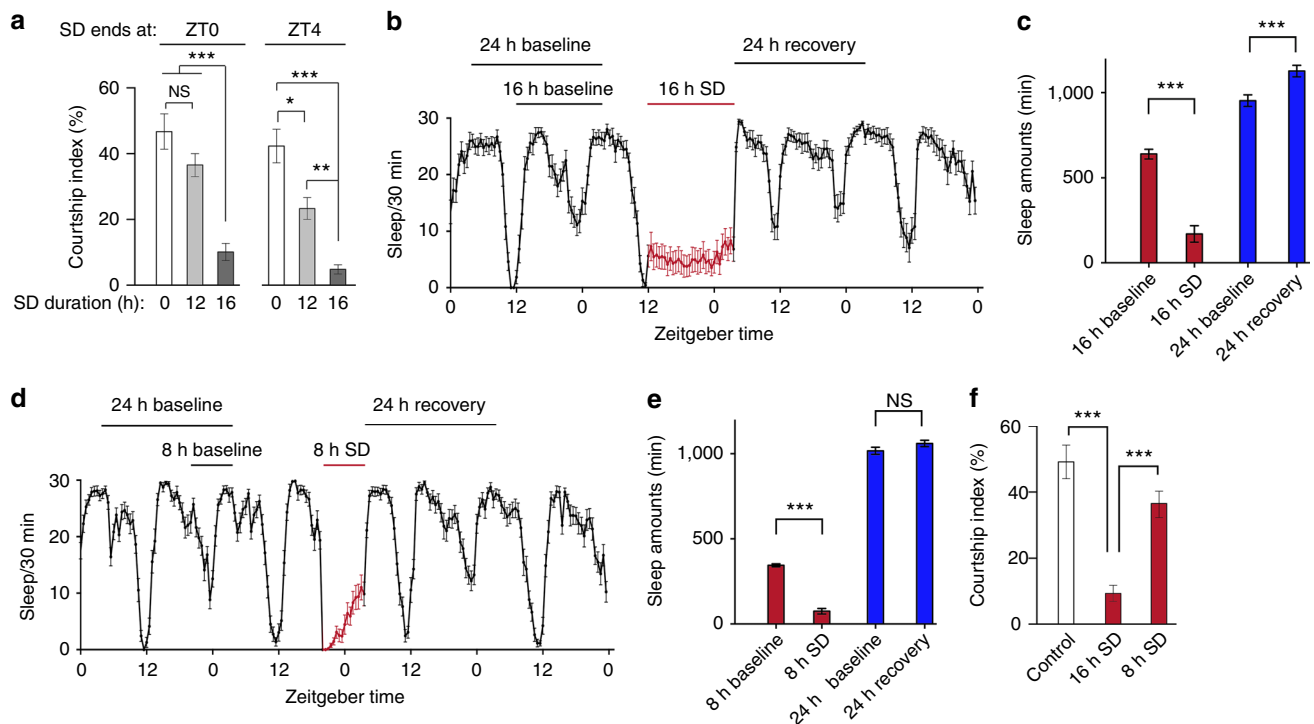 a
SD ends at: ZT0 ZT4
*** ***
NS * **
Courtship index (%)
60
40
20
0
SD duration (h): 0 12 16 0 12 16
b
24 h baseline 24 h recovery
16 h baseline 16 h SD
Sleep/30 min
30
20
10
0
0 12 0 12 0 12 0 12 0
Zeitgeber time
c
*** ***
Sleep amounts (min)
1,000
500
0
16 h baseline
16 h SD
24 h baseline
24 h recovery
d
24 h baseline 24 h recovery
8 h baseline 8 h SD
Sleep/30 min
30
20
10
0
0 12 0 12 0 12 0 12 0
Zeitgeber time
e
*** NS
Sleep amounts (min)
1,000
500
0
8 h baseline
8 h SD
24 h baseline
24 h recovery
f
*** ***
Courtship index (%)
60
40
20
0
Control
16 h SD
8 h SD